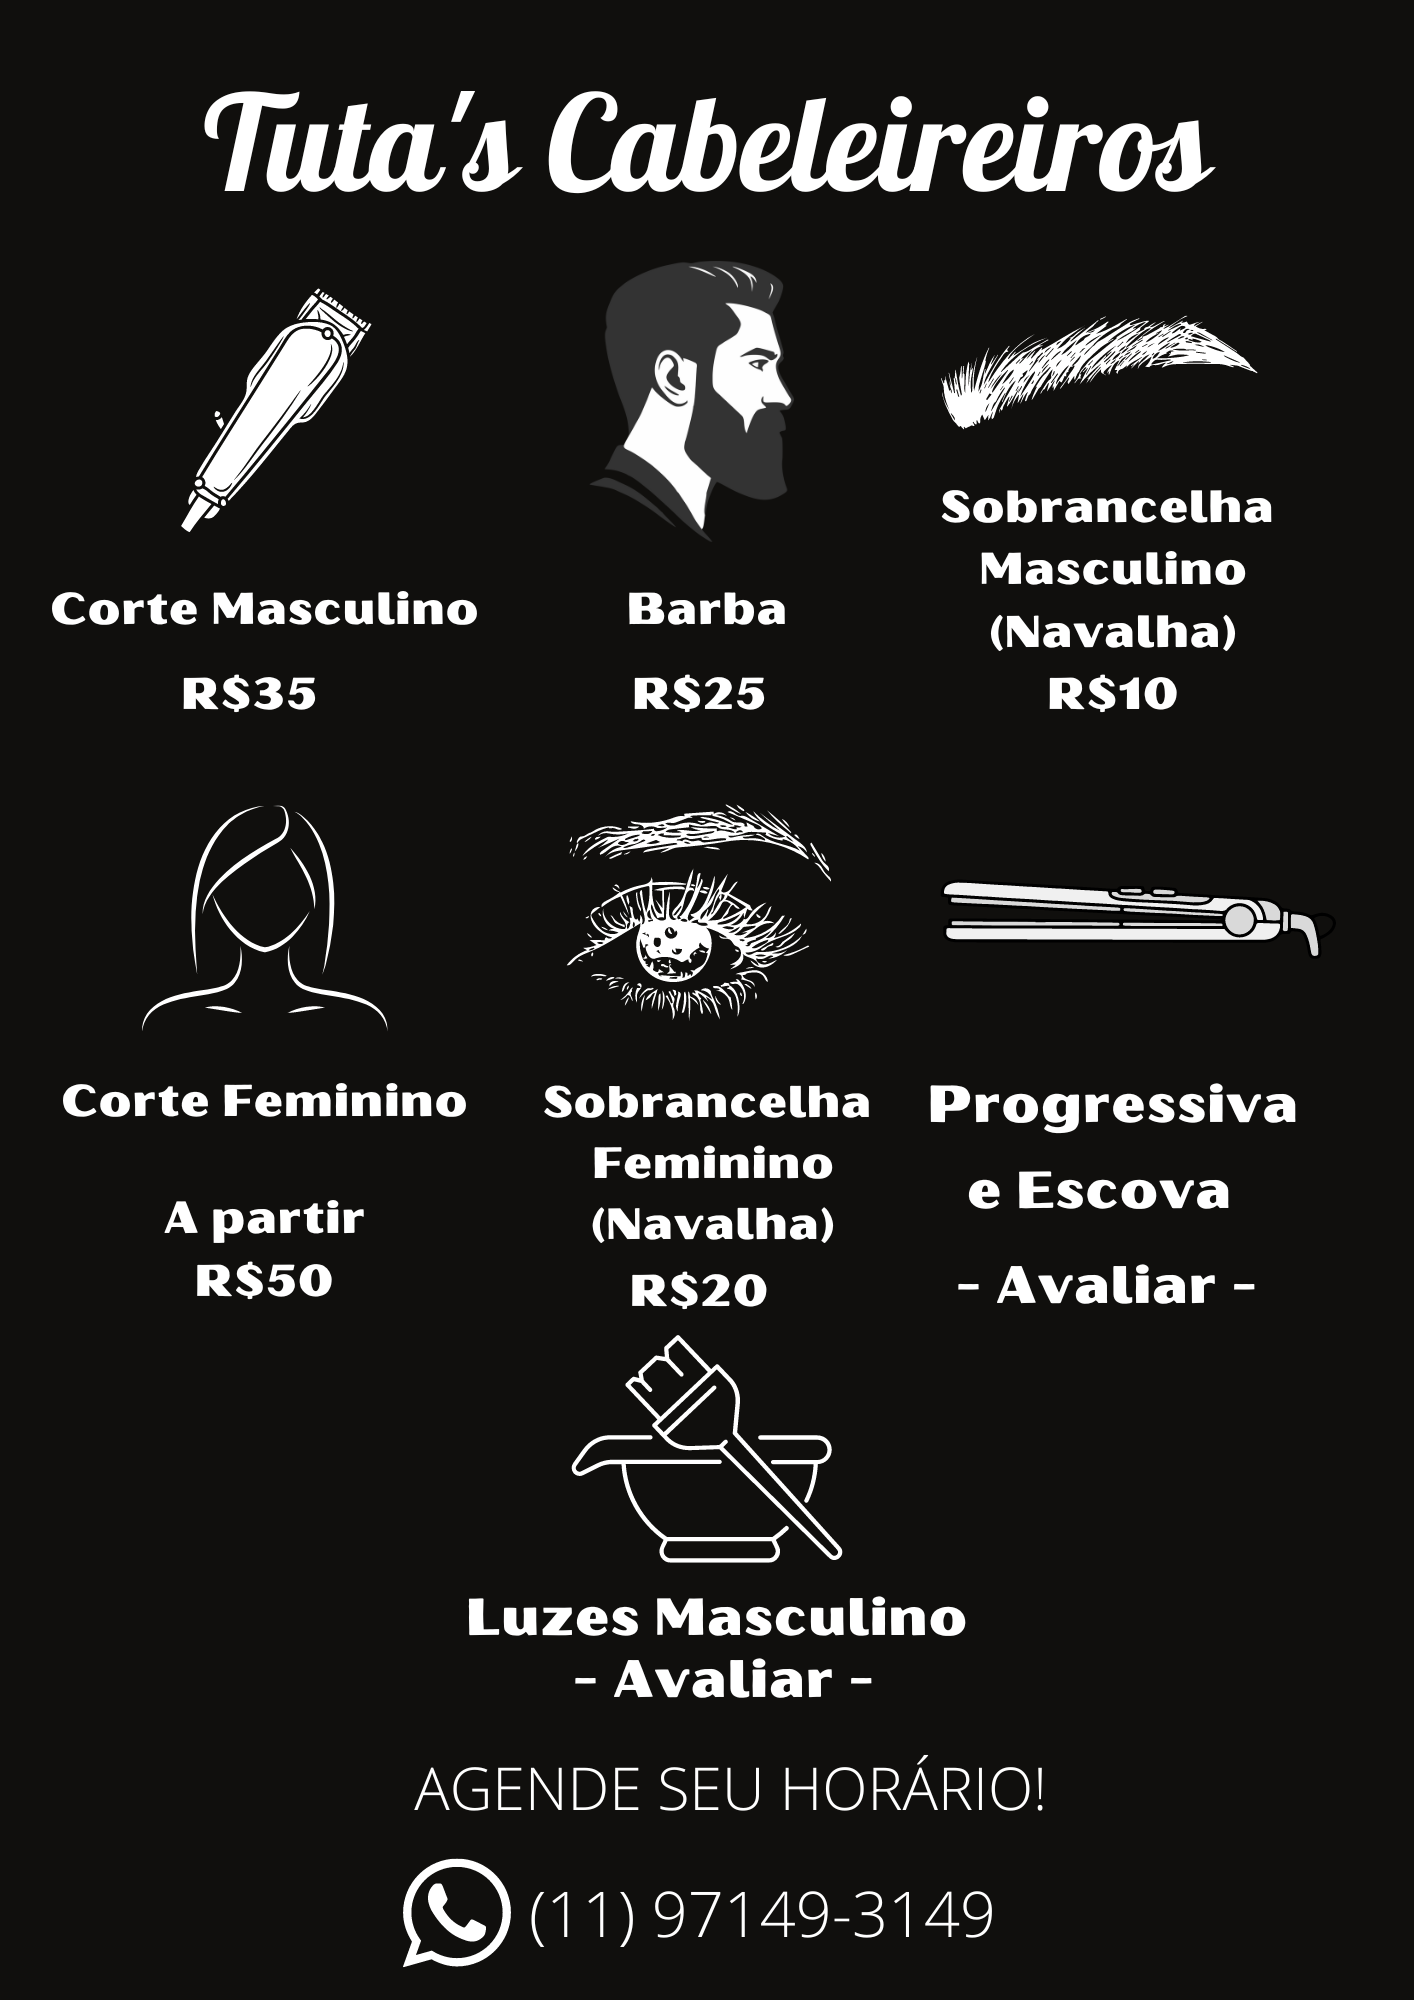 Tuta's Cabeleireiros
Corte Masculino
R$35
Barba
R$25
Sobrancelha
Masculino
(Navalha)
R$10
Corte Feminino
A partir
R$50
Sobrancelha
Feminino
(Navalha)
R$20
Progressiva
e Escova
- Avaliar -
Luzes Masculino
- Avaliar -
AGENDE SEU HORÁRIO!
(11) 97149-3149